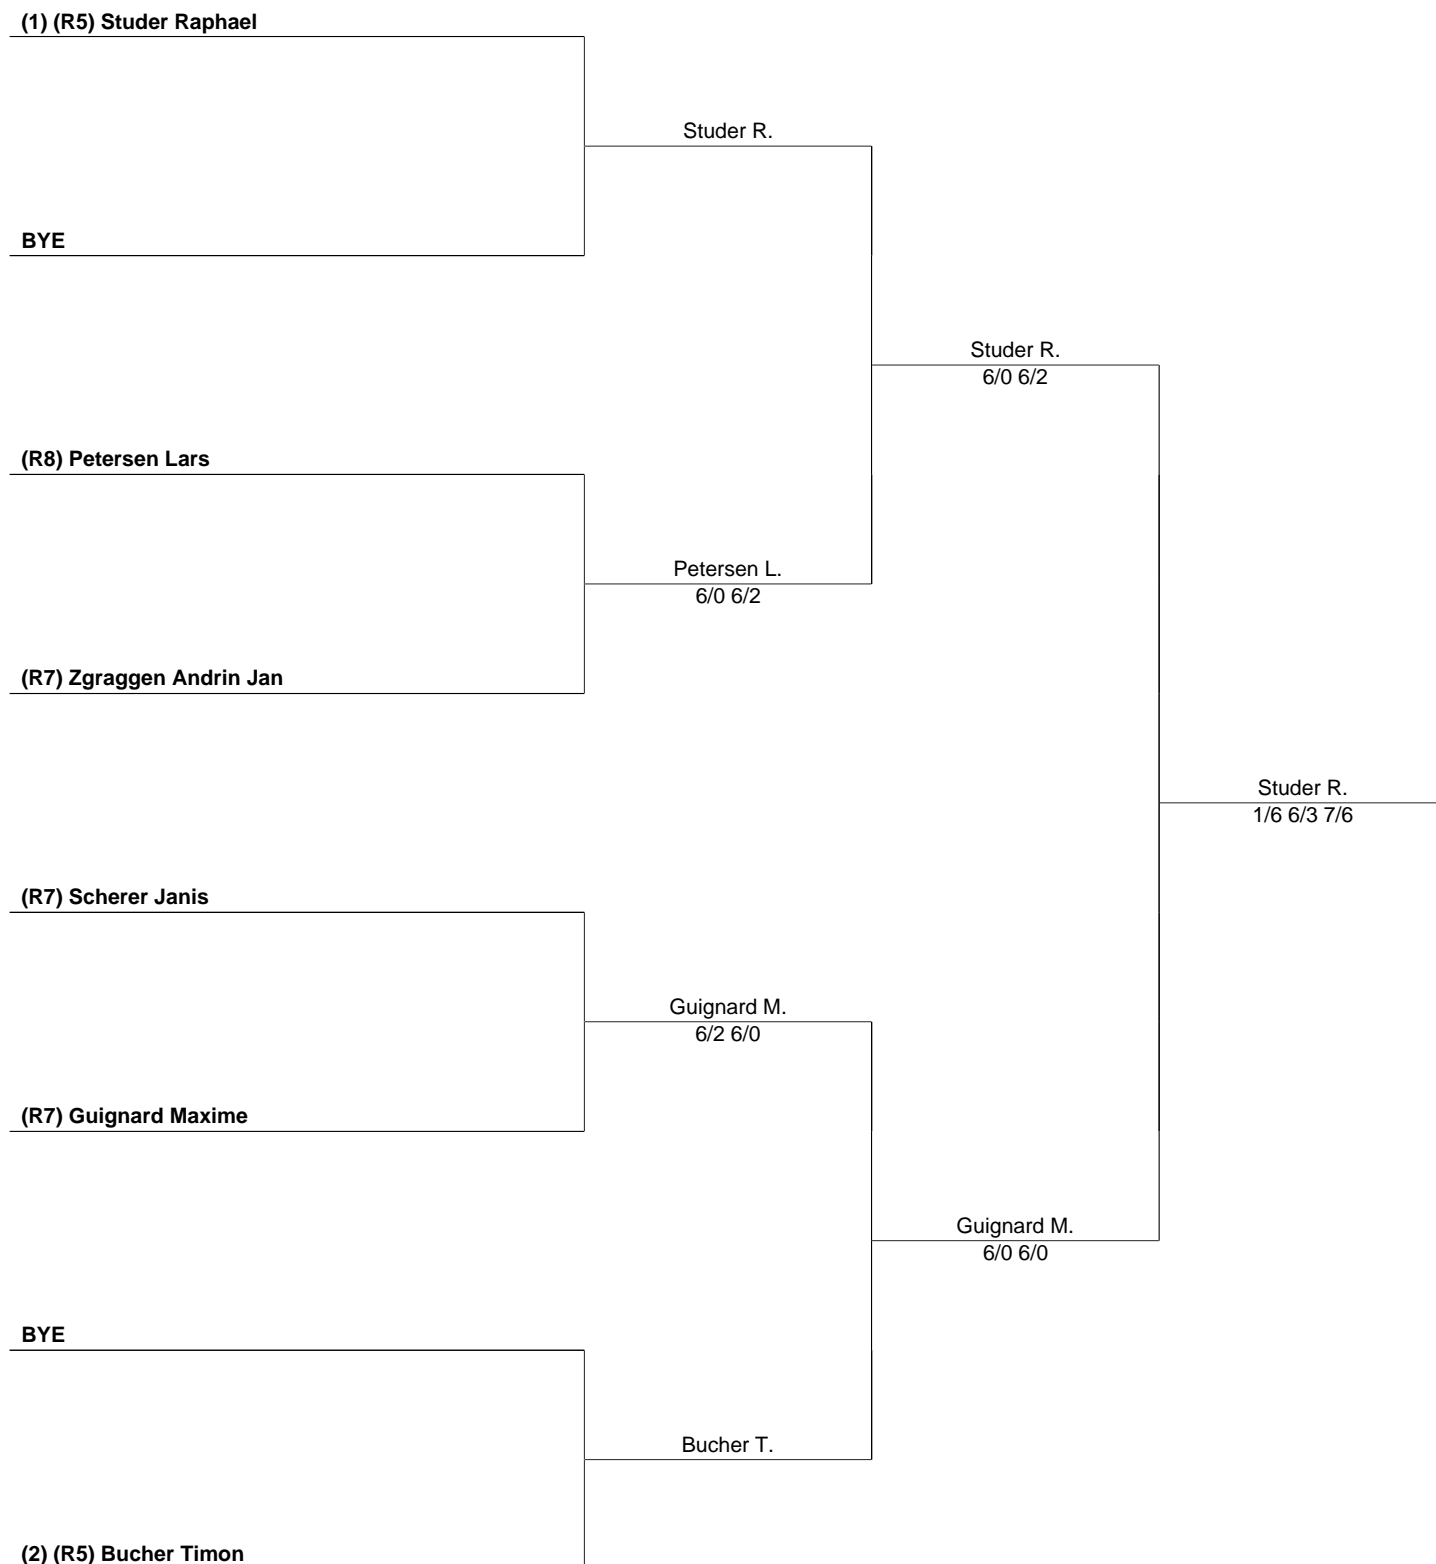 (1) (R5) Studer Raphael
Studer R.
BYE
Studer R.
6/0 6/2
(R8) Petersen Lars
Petersen L.
6/0 6/2
(R7) Zgraggen Andrin Jan
Studer R.
1/6 6/3 7/6
(R7) Scherer Janis
Guignard M.
6/2 6/0
(R7) Guignard Maxime
Guignard M.
6/0 6/0
BYE
Bucher T.
(2) (R5) Bucher Timon